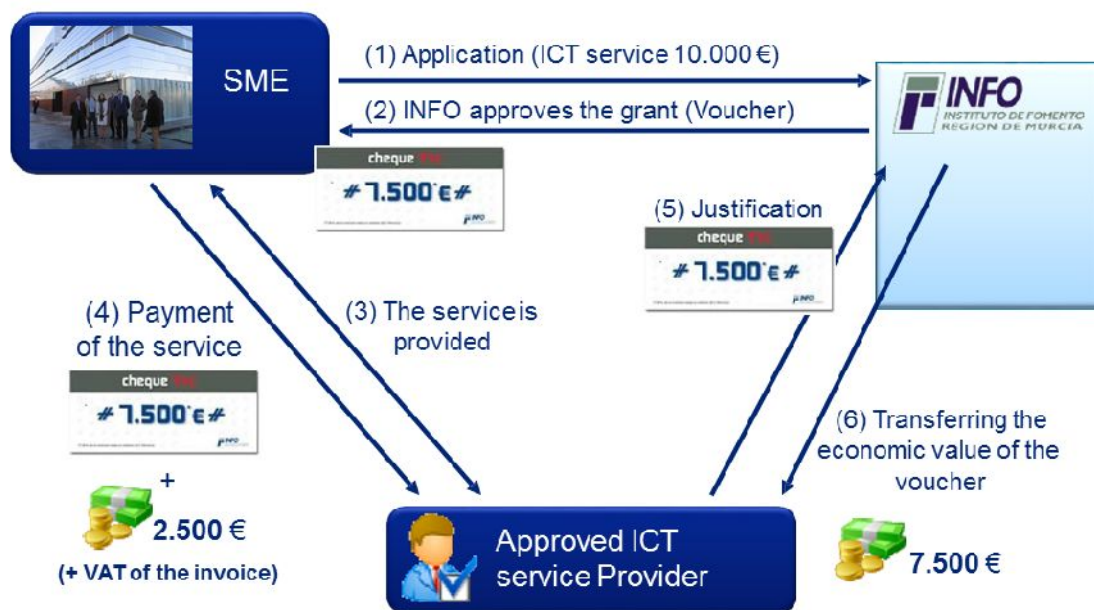 SME
(1) Application (ICT service 10.000 €)
(2) INFO approves the grant (Voucher)
INFO
INSTITUTO DE FOMENTO
REGION DE MURCIA
cheque
# 7.500 € #
INFO
(5) Justification
cheque
# 7.500 € #
INFO
(3) The service is
provided
(4) Payment
of the service
cheque
# 7.500 € #
INFO
+
2.500 €
(+ VAT of the invoice)
(6) Transferring the
economic value of the
voucher
7.500 €
Approved ICT
service Provider